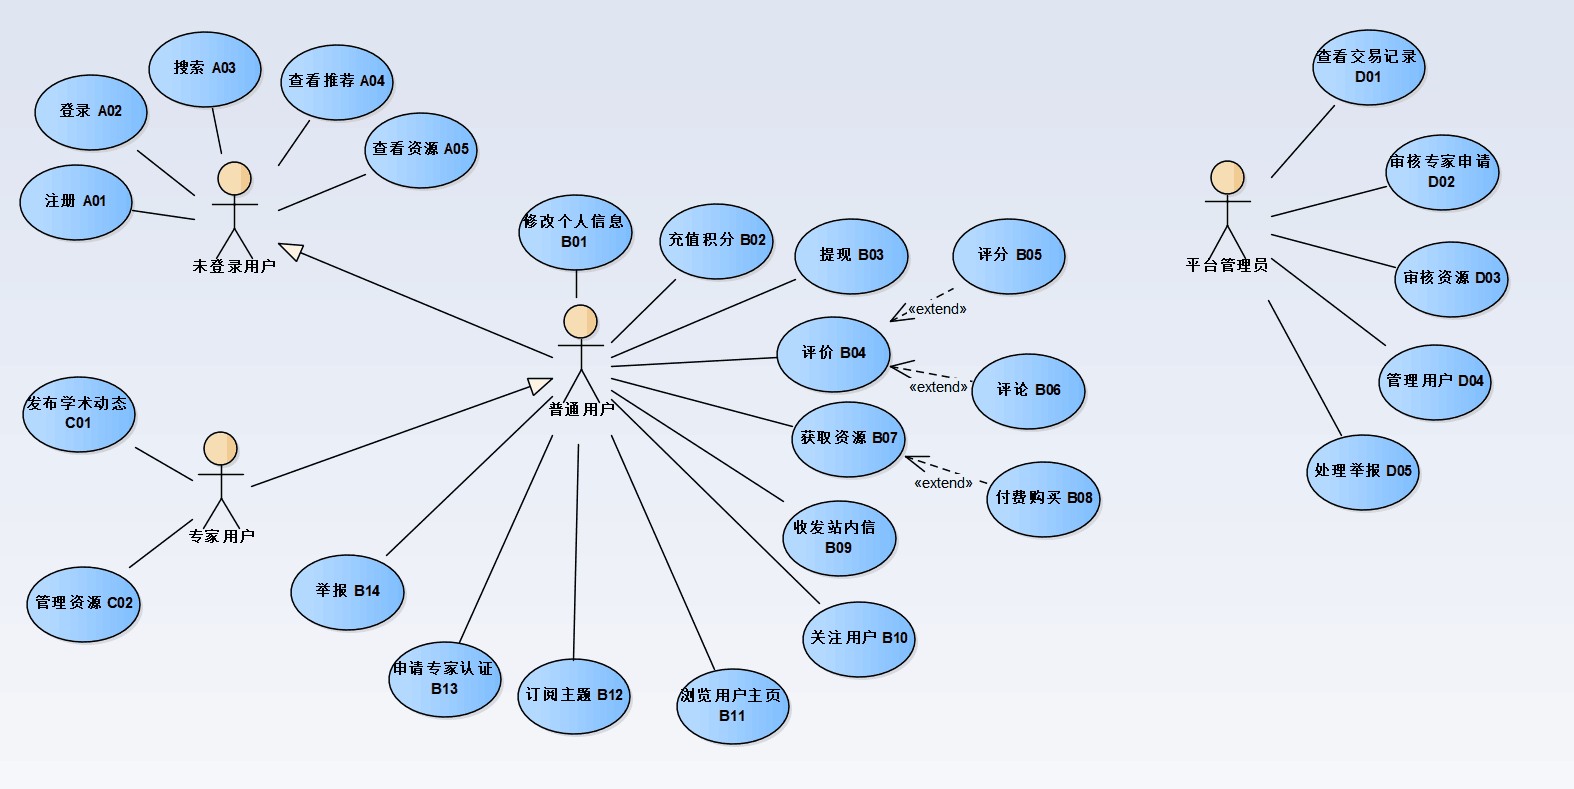 搜索 A03
查看推荐 A04
登录 A02
查看资源 A05
注册 A01
未登录用户
查看交易记录
D01
审核专家申请
D02
平台管理员
审核资源 D03
管理用户 D04
处理举报 D05
修改个人信息
B01
充值积分 B02
提现 B03
评分 B05
«extend»
评价 B04
«extend»
评论 B06
普通用户
获取资源 B07
«extend»
付费购买 B08
收发站内信
B09
关注用户 B10
浏览用户主页
B11
订阅主题 B12
申请专家认证
B13
举报 B14
发布学术动态
C01
专家用户
管理资源 C02